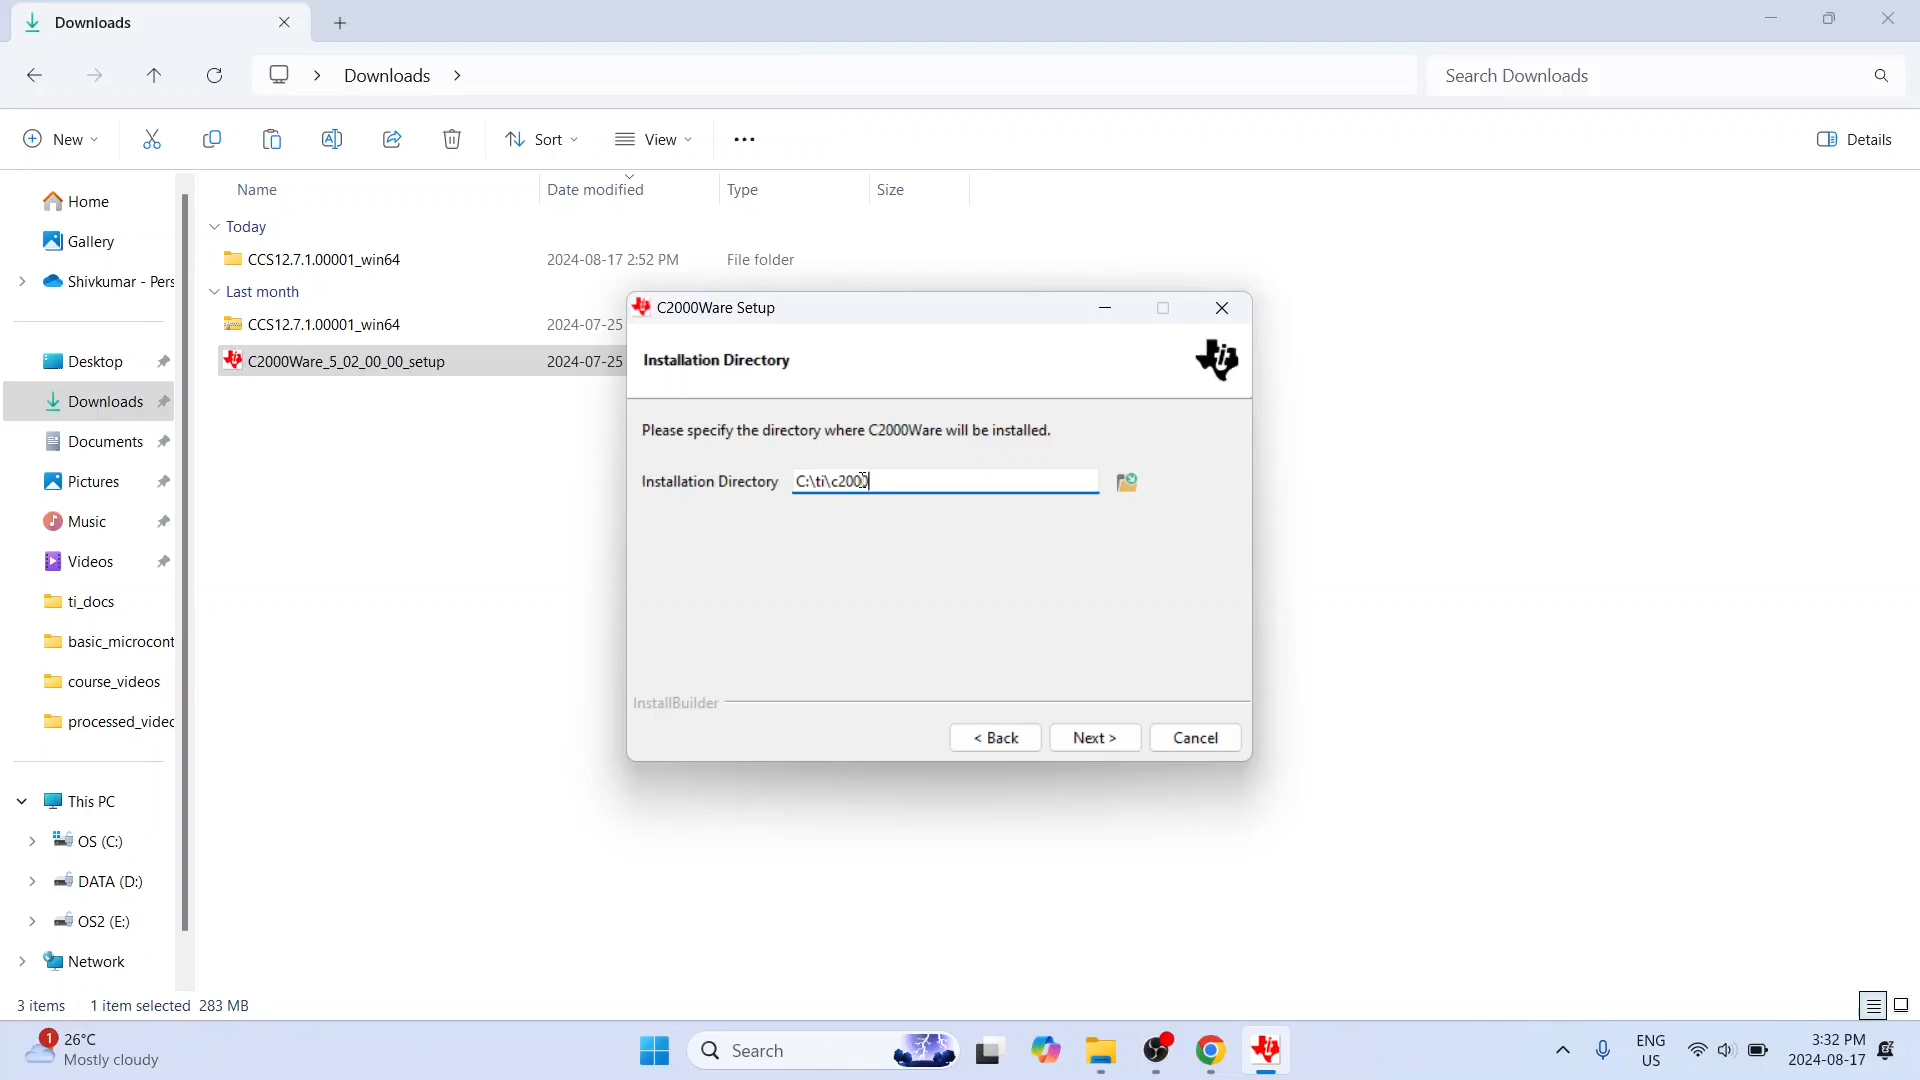 Downloads
Downloads
Search Downloads
New
Sort
View
Details
Home
Gallery
Shivkumar - Pers
Desktop
Downloads
Documents
Pictures
Music
Videos
ti_docs
basic_microcont
course_videos
processed_videc
This PC
OS (C:)
DATA (D:)
OS2 (E:)
Network
Name Date modified Type Size
Today
CCS12.7.1.00001_win64 2024-08-17 2:52 PM File folder
Last month
CCS12.7.1.00001_win64 2024-07-25
C2000Ware_5_02_00_00_setup 2024-07-25
C2000Ware Setup
Installation Directory
Please specify the directory where C2000Ware will be installed.
Installation Directory C:\ti\c2000
InstallBuilder
< Back Next > Cancel
3 items 1 item selected 283 MB
1
26°C
Mostly cloudy
Search
ENG
US
3:32 PM
2024-08-17